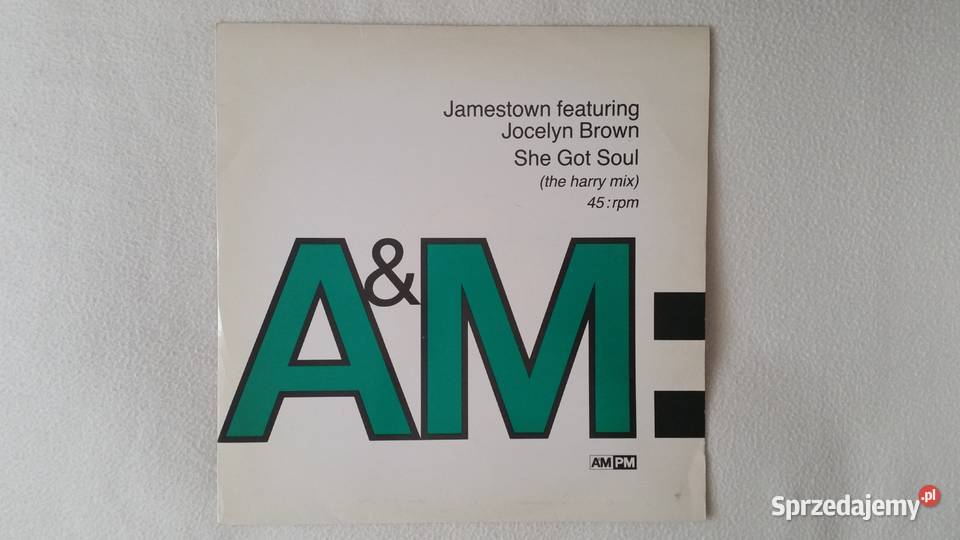 Jamestown featuring
Jocelyn Brown
She Got Soul
(the harry mix)
45:rpm
A&M:
AM PM
Sprzedajemy.pl